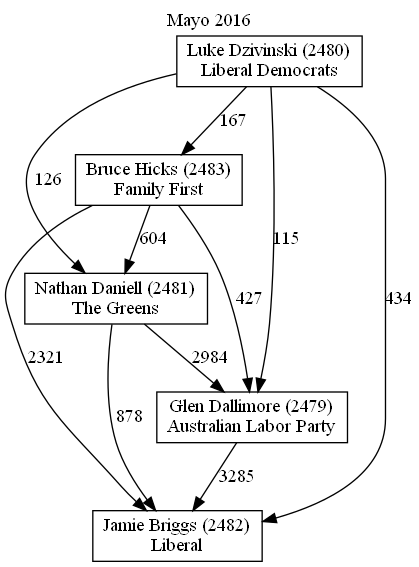 Mayo 2016
Luke Dzivinski (2480)
Liberal Democrats
167
Bruce Hicks (2483)
Family First
126
604
115
Nathan Daniell (2481)
The Greens
427
434
2321
2984
878
Glen Dallimore (2479)
Australian Labor Party
3285
Jamie Briggs (2482)
Liberal